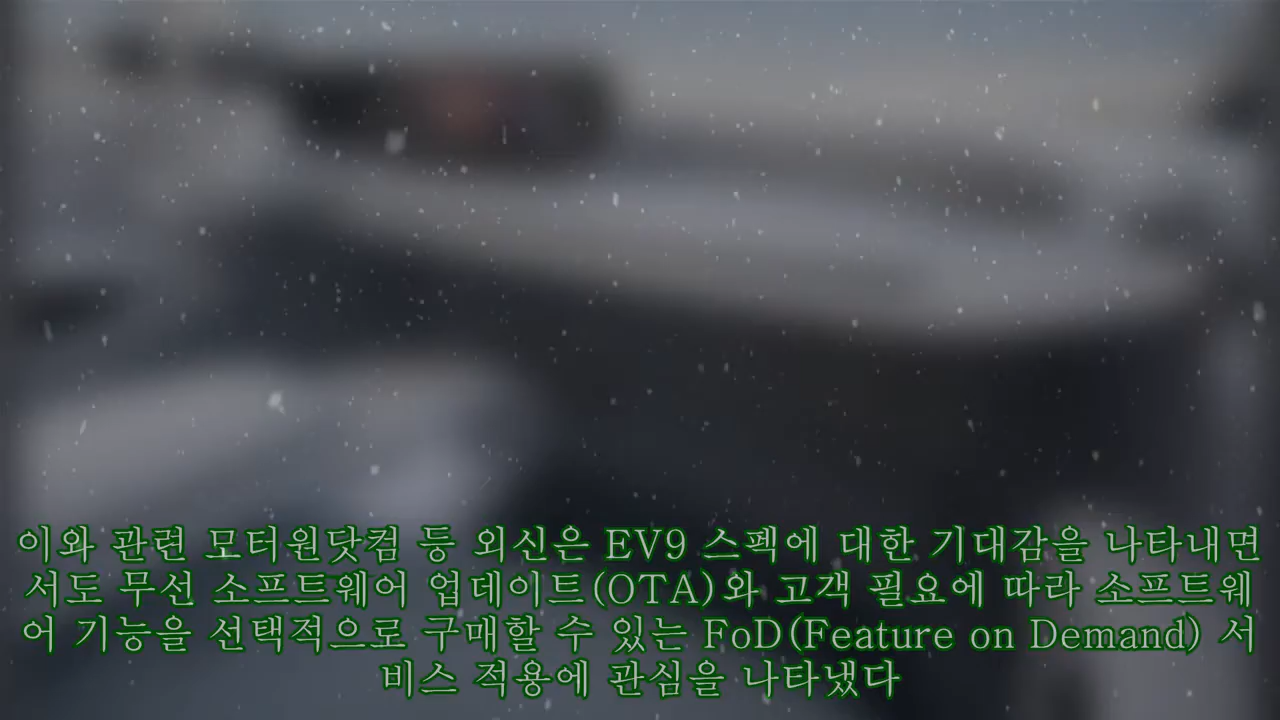 이와 관련 모터원닷컴 등 외신은 EV9 스펙에 대한 기대감을 나타내면
서도 무선 소프트웨어 업데이트(OTA)와 고객 필요에 따라 소프트웨
어 기능을 선택적으로 구매할 수 있는 FoD(Feature on Demand) 서
비스 적용에 관심을 나타냈다